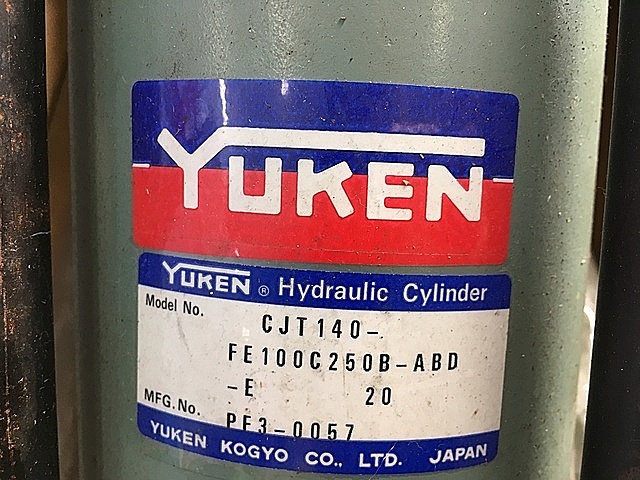 YUKEN
YUKEN ® Hydraulic Cylinder
Model No. CJT140-
FE100C250B-ABD
-E 20
MFG.No. PF3-0057
YUKEN KOGYO CO., LTD. JAPAN